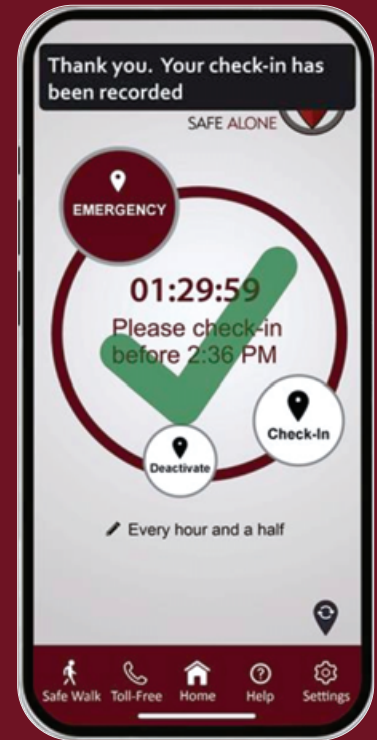 Thank you. Your check-in has
been recorded
SAFE ALONE
EMERGENCY
01:29:59
Please check-in
before 2:36 PM
Check-In
Deactivate
Every hour and a half
Safe Walk Toll-Free Home Help Settings